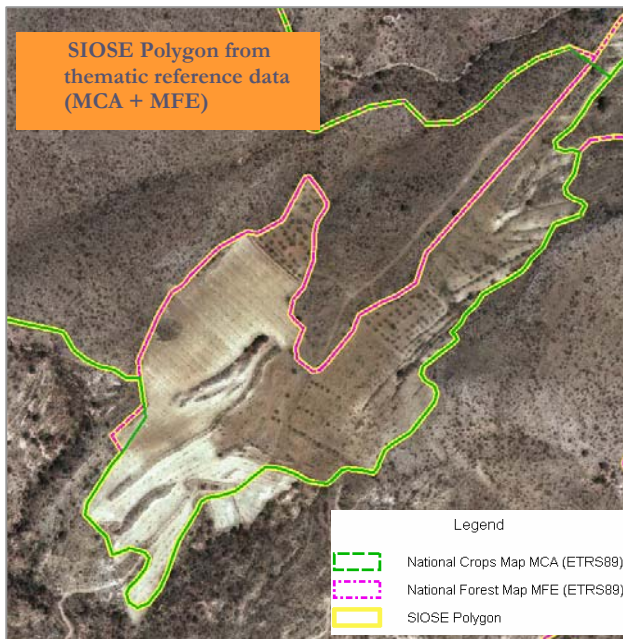 SIOSE Polygon from
thematic reference data
(MCA + MFE)
Legend
National Crops Map MCA (ETRS89)
National Forest Map MFE (ETRS89)
SIOSE Polygon